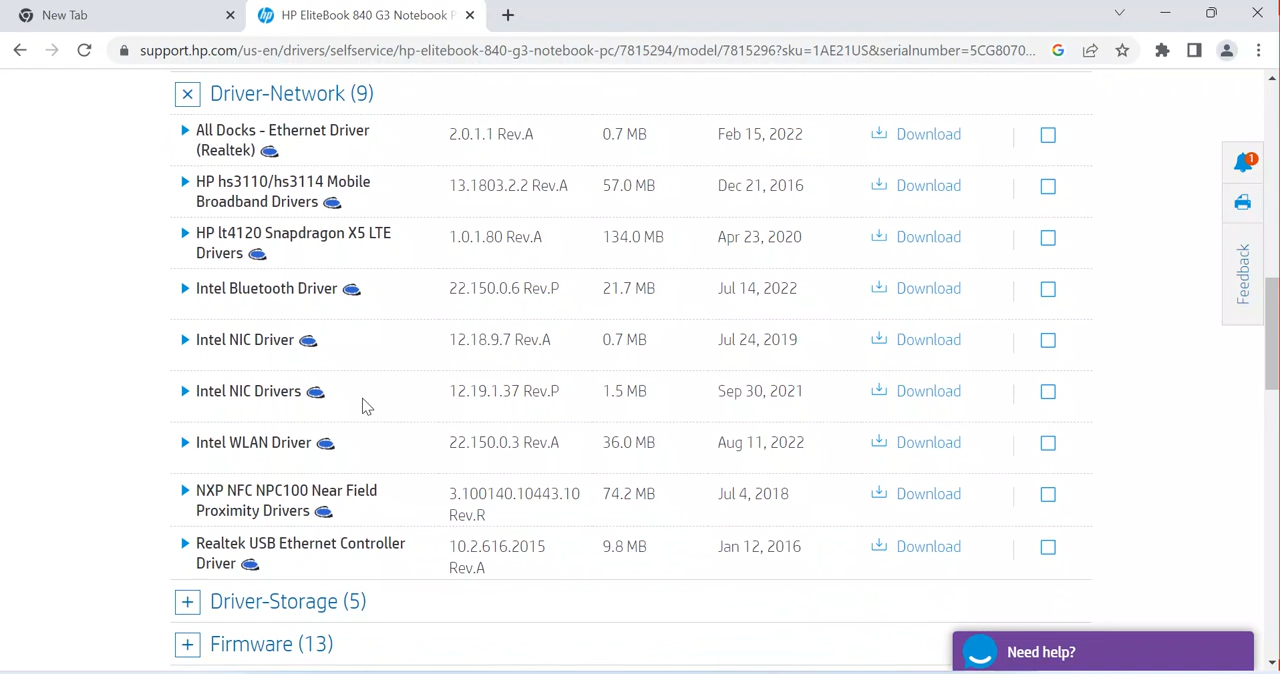 New Tab
HP EliteBook 840 G3 Notebook P
support.hp.com/us-en/drivers/selfservice/hp-elitebook-840-g3-notebook-pc/7815294/model/7815296?sku=1AE21US&serialnumber=5CG8070...
Driver-Network (9)
All Docks - Ethernet Driver (Realtek) 2.0.1.1 Rev.A 0.7 MB Feb 15, 2022 Download
HP hs3110/hs3114 Mobile Broadband Drivers 13.1803.2.2 Rev.A 57.0 MB Dec 21, 2016 Download
HP lt4120 Snapdragon X5 LTE Drivers 1.0.1.80 Rev.A 134.0 MB Apr 23, 2020 Download
Intel Bluetooth Driver 22.150.0.6 Rev.P 21.7 MB Jul 14, 2022 Download
Intel NIC Driver 12.18.9.7 Rev.A 0.7 MB Jul 24, 2019 Download
Intel NIC Drivers 12.19.1.37 Rev.P 1.5 MB Sep 30, 2021 Download
Intel WLAN Driver 22.150.0.3 Rev.A 36.0 MB Aug 11, 2022 Download
NXP NFC NPC100 Near Field Proximity Drivers 3.100140.10443.10 Rev.R 74.2 MB Jul 4, 2018 Download
Realtek USB Ethernet Controller Driver 10.2.616.2015 Rev.A 9.8 MB Jan 12, 2016 Download
Driver-Storage (5)
Firmware (13)
1
Feedback
Need help?